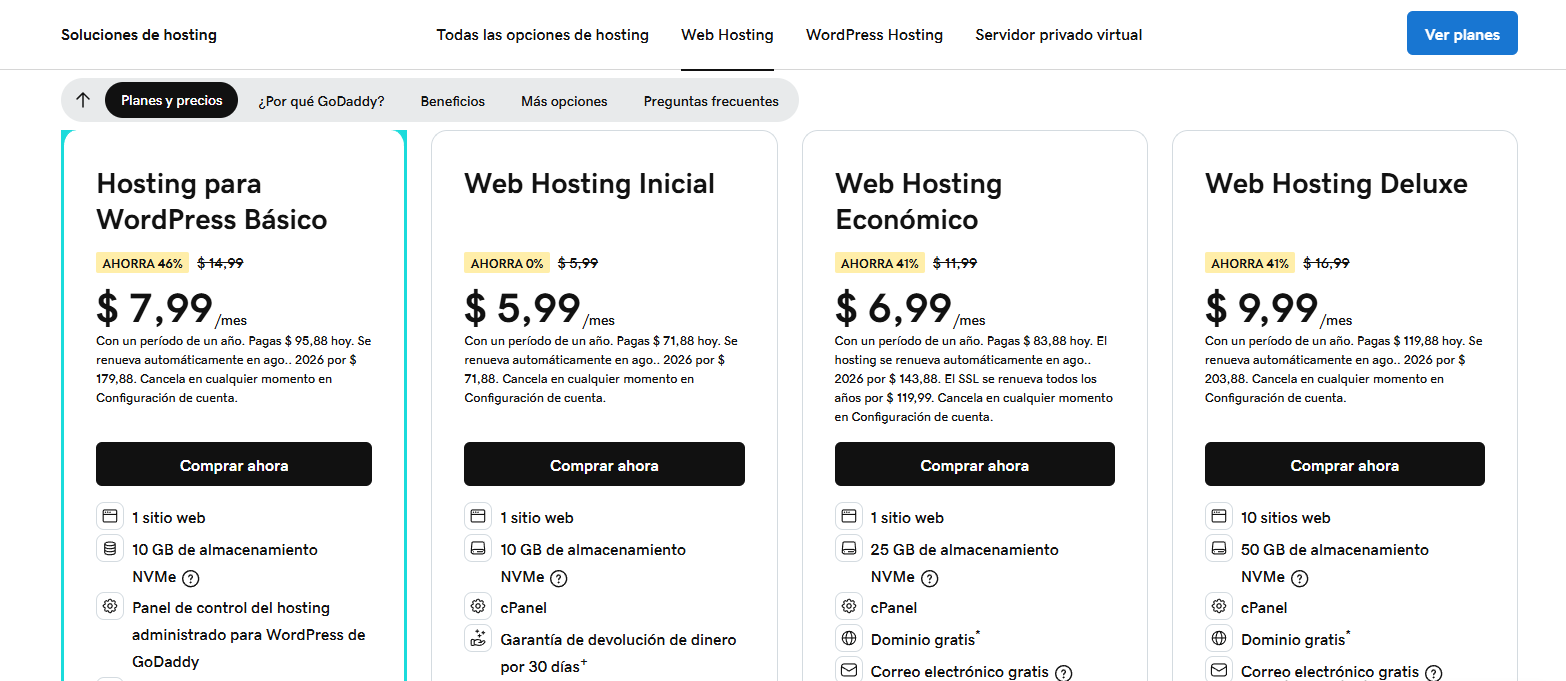 Soluciones de hosting
Todas las opciones de hosting
Web Hosting
WordPress Hosting
Servidor privado virtual
Ver planes
Planes y precios
¿Por qué GoDaddy?
Beneficios
Más opciones
Preguntas frecuentes
Hosting para
WordPress Básico
AHORRA 46% $ 14,99
$ 7,99 /mes
Con un período de un año. Pagas $ 95,88 hoy. Se
renueva automáticamente en ago.. 2026 por $
179,88. Cancela en cualquier momento en
Configuración de cuenta.
Comprar ahora
1 sitio web
10 GB de almacenamiento
NVMe ?
Panel de control del hosting
administrado para WordPress de
GoDaddy
Web Hosting Inicial
AHORRA 0% $ 5,99
$ 5,99 /mes
Con un período de un año. Pagas $ 71,88 hoy. Se
renueva automáticamente en ago.. 2026 por $
71,88. Cancela en cualquier momento en
Configuración de cuenta.
Comprar ahora
1 sitio web
10 GB de almacenamiento
NVMe ?
cPanel
Garantía de devolución de dinero
por 30 días+
Web Hosting
Económico
AHORRA 41% $ 11,99
$ 6,99 /mes
Con un período de un año. Pagas $ 83,88 hoy. El
hosting se renueva automáticamente en ago..
2026 por $ 143,88. El SSL se renueva todos los
años por $ 119,99. Cancela en cualquier momento
en Configuración de cuenta.
Comprar ahora
1 sitio web
25 GB de almacenamiento
NVMe ?
cPanel
Dominio gratis*
Correo electrónico gratis ?
Web Hosting Deluxe
AHORRA 41% $ 16,99
$ 9,99 /mes
Con un período de un año. Pagas $ 119,88 hoy. Se
renueva automáticamente en ago.. 2026 por $
203,88. Cancela en cualquier momento en
Configuración de cuenta.
Comprar ahora
10 sitios web
50 GB de almacenamiento
NVMe ?
cPanel
Dominio gratis*
Correo electrónico gratis ?